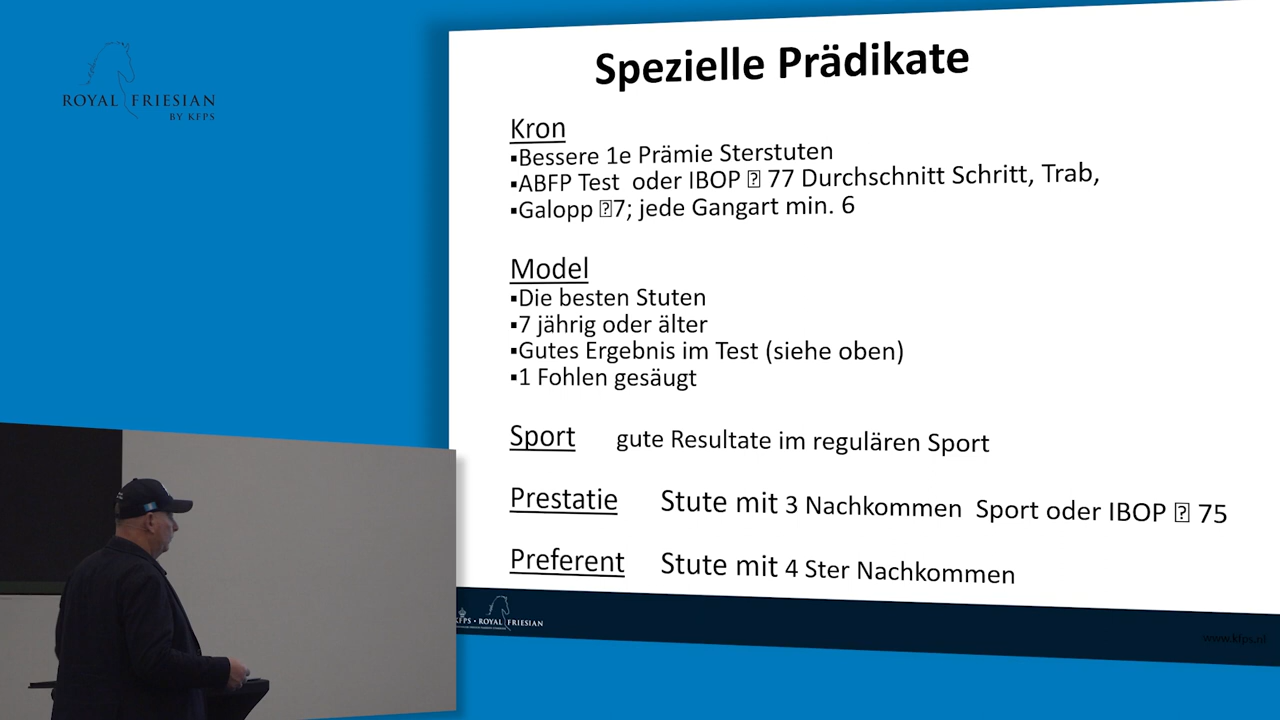 ROYAL FRIESIAN
BY KFPS
Spezielle Prädikate
Kron
▪Bessere 1e Prämie Sterstuten
▪ABFP Test oder IBOP 🯄 77 Durchschnitt Schritt, Trab,
▪Galopp 🯄7; jede Gangart min. 6
Model
▪Die besten Stuten
▪7 jährig oder älter
▪Gutes Ergebnis im Test (siehe oben)
▪1 Fohlen gesäugt
Sport gute Resultate im regulären Sport
Prestatie Stute mit 3 Nachkommen Sport oder IBOP 🯄 75
Preferent Stute mit 4 Ster Nachkommen
KFPS • ROYAL FRIESIAN
www.kfps.nl